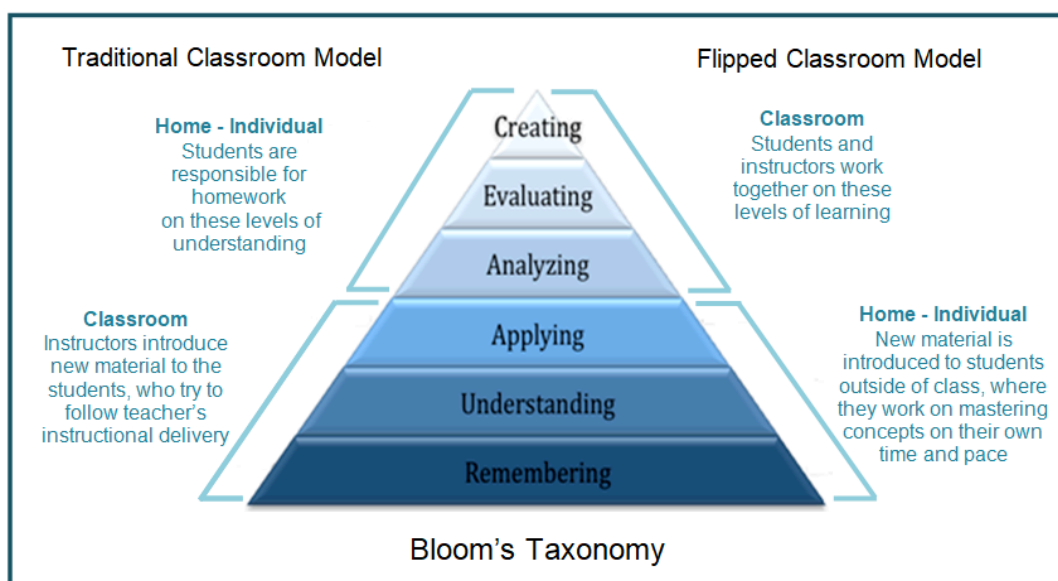 Traditional Classroom Model
Flipped Classroom Model
Home - Individual
Students are
responsible for
homework
on these levels of
understanding
Classroom
Instructors introduce
new material to the
students, who try to
follow teacher's
instructional delivery
Creating
Evaluating
Analyzing
Applying
Understanding
Remembering
Classroom
Students and
instructors work
together on these
levels of learning
Home - Individual
New material is
introduced to students
outside of class, where
they work on mastering
concepts on their own
time and pace
Bloom's Taxonomy